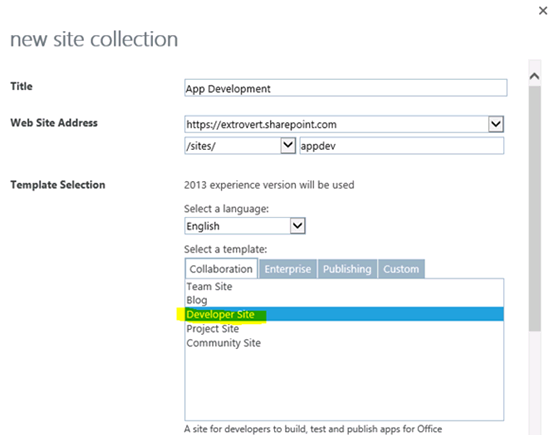 new site collection
Title
App Development
Web Site Address
https://extrovert.sharepoint.com
/sites/ appdev
Template Selection
2013 experience version will be used
Select a language:
English
Select a template:
Collaboration Enterprise Publishing Custom
Team Site
Blog
Developer Site
Project Site
Community Site
A site for developers to build, test and publish apps for Office